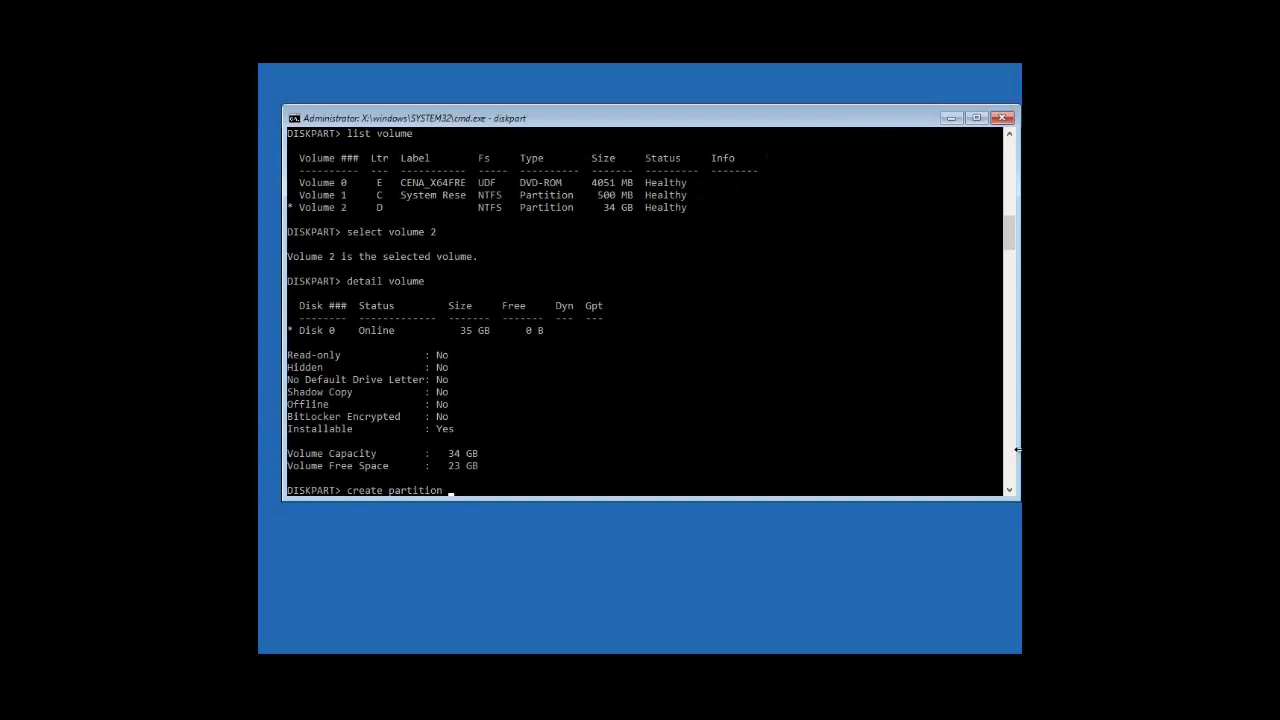 Administrator: X:\windows\SYSTEM32\cmd.exe - diskpart
DISKPART> list volume
Volume ### Ltr Label Fs Type Size Status Info
---------- --- ----------- ----- ---------- ------- --------- --------
Volume 0 E CENA_X64FRE UDF DVD-ROM 4051 MB Healthy
Volume 1 C System Rese NTFS Partition 500 MB Healthy
* Volume 2 D NTFS Partition 34 GB Healthy
DISKPART> select volume 2
Volume 2 is the selected volume.
DISKPART> detail volume
Disk ### Status Size Free Dyn Gpt
-------- ------------- ------- ------- --- ---
* Disk 0 Online 35 GB 0 B
Read-only : No
Hidden : No
No Default Drive Letter: No
Shadow Copy : No
Offline : No
BitLocker Encrypted : No
Installable : Yes
Volume Capacity : 34 GB
Volume Free Space : 23 GB
DISKPART> create partition _